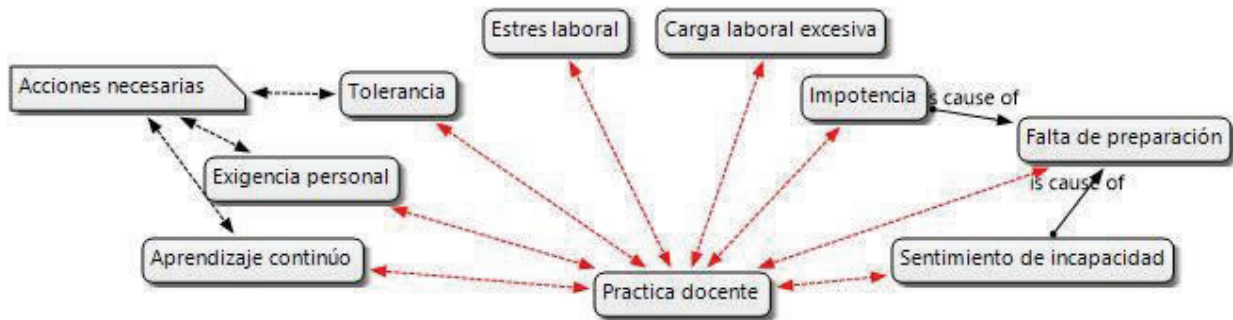 Estres laboral
Carga laboral excesiva
Acciones necesarias
Tolerancia
Impotencia
is cause of
Falta de preparación
Exigencia personal
is cause of
Aprendizaje continúo
Sentimiento de incapacidad
Practica docente